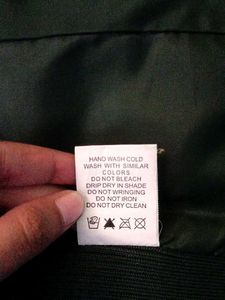 HAND WASH COLD
WASH WITH SIMILAR
COLORS
DO NOT BLEACH
DRIP DRY IN SHADE
DO NOT WRINGING
DO NOT IRON
DO NOT DRY CLEAN